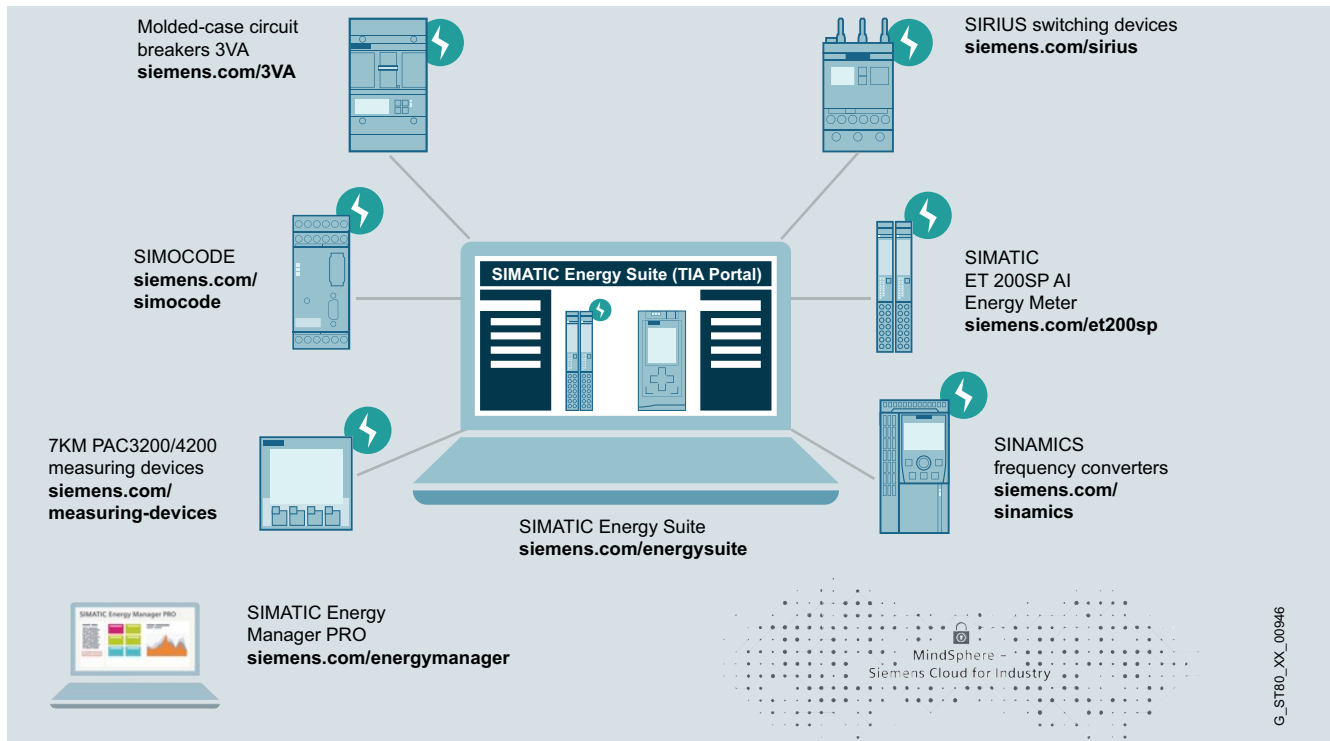 Molded-case circuit
breakers 3VA
siemens.com/3VA
SIRIUS switching devices
siemens.com/sirius
SIMOCODE
siemens.com/
simocode
SIMATIC Energy Suite (TIA Portal)
SIMATIC
ET 200SP AI
Energy Meter
siemens.com/et200sp
7KM PAC3200/4200
measuring devices
siemens.com/
measuring-devices
SINAMICS
frequency converters
siemens.com/
sinamics
SIMATIC Energy Suite
siemens.com/energysuite
SIMATIC Energy Manager PRO
SIMATIC Energy
Manager PRO
siemens.com/energymanager
MindSphere –
Siemens Cloud for Industry
G_ST80_XX_00946